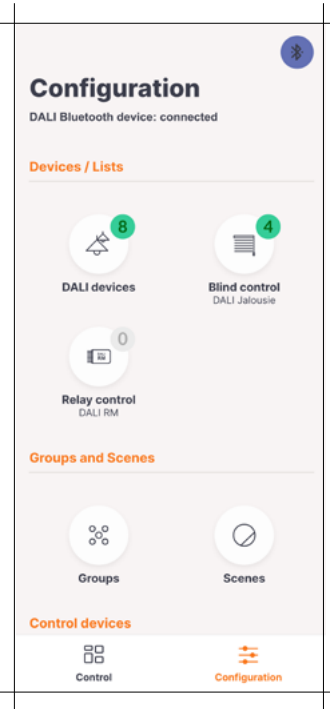 Configuration
DALI Bluetooth device: connected
Devices / Lists
8
4
DALI devices
Blind control
DALI Jalousie
0
Relay control
DALI RM
Groups and Scenes
Groups
Scenes
Control devices
Control
Configuration